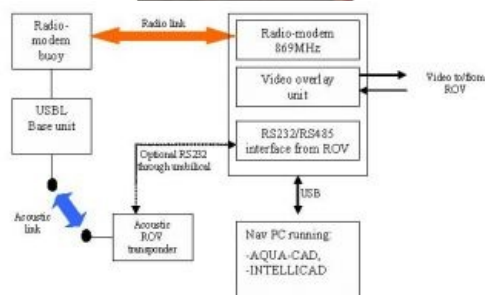 Radio-
modem
buoy
Radio link
Radio-modem
869MHz
Video overlay
unit
Video to/from
ROV
USBL
Base unit
RS232/RS485
interface from ROV
Optional RS232
through umbilical
USB
Acoustic
link
Acoustic
ROV
transponder
Nav PC running:
-AQUA-CAD,
-INTELLICAD